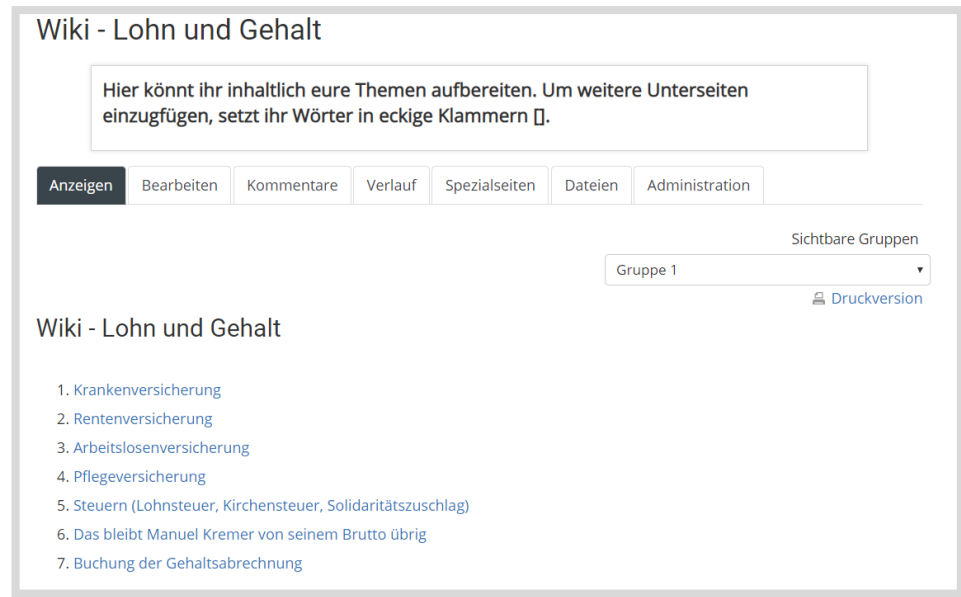 Wiki - Lohn und Gehalt
Hier könnt ihr inhaltlich eure Themen aufbereiten. Um weitere Unterseiten
einzugfügen, setzt ihr Wörter in eckige Klammern [].
Anzeigen Bearbeiten Kommentare Verlauf Spezialseiten Dateien Administration
Sichtbare Gruppen
Gruppe 1
Druckversion
Wiki - Lohn und Gehalt
1. Krankenversicherung
2. Rentenversicherung
3. Arbeitslosenversicherung
4. Pflegeversicherung
5. Steuern (Lohnsteuer, Kirchensteuer, Solidaritätszuschlag)
6. Das bleibt Manuel Kremer von seinem Brutto übrig
7. Buchung der Gehaltsabrechnung